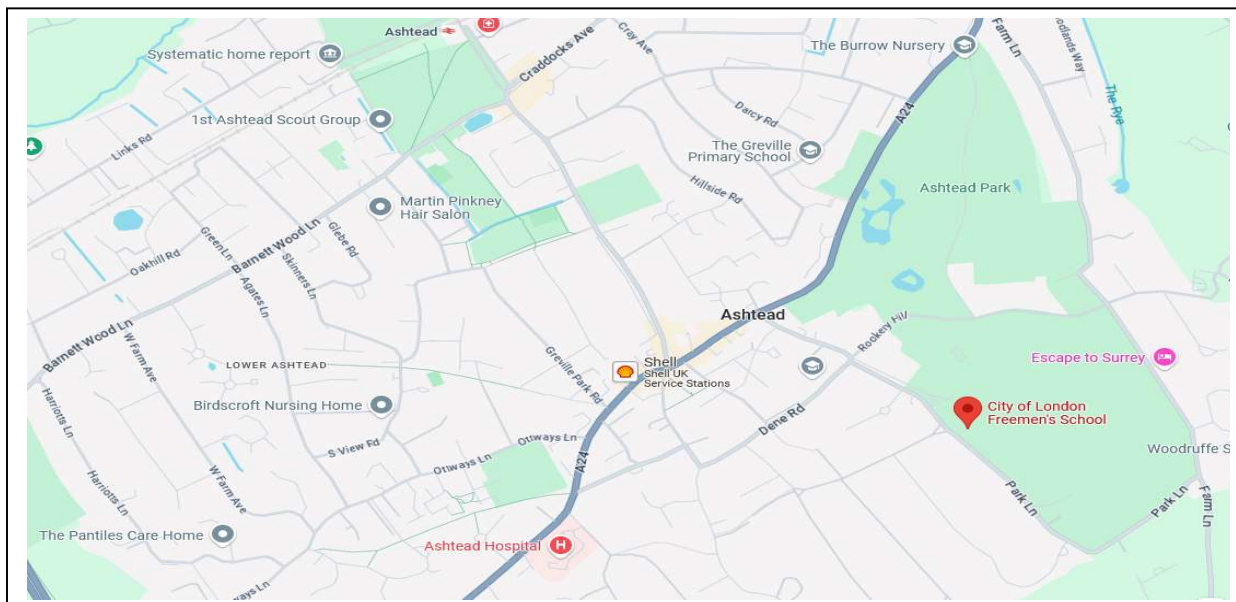 Ashtead
Systematic home report
Craddocks Ave
Cray Ave
The Burrow Nursery
Farm Ln
Woodlands Way
The Rye
1st Ashtead Scout Group
Links Rd
Darcy Rd
A24
The Greville
Primary School
Ashtead Park
Hillside Rd
Martin Pinkney
Hair Salon
Glebe Rd
Green Ln
Skinners Ln
Barnett Wood Ln
Oakhill Rd
Agates Ln
Ashtead
Rookery Hill
Barnett Wood Ln
W Farm Ave
LOWER ASHTEAD
Greville Park Rd
Shell
Shell UK
Service Stations
Escape to Surrey
Harriotts Ln
Birdscroft Nursing Home
Dene Rd
City of London
Freemen's School
S View Rd
Ottways Ln
Ottways Ln
A24
Woodruffe S
W Farm Ave
Harriotts Ln
Park Ln
Park Ln
Farm Ln
The Pantiles Care Home
Ashtead Hospital
H
ways Ln